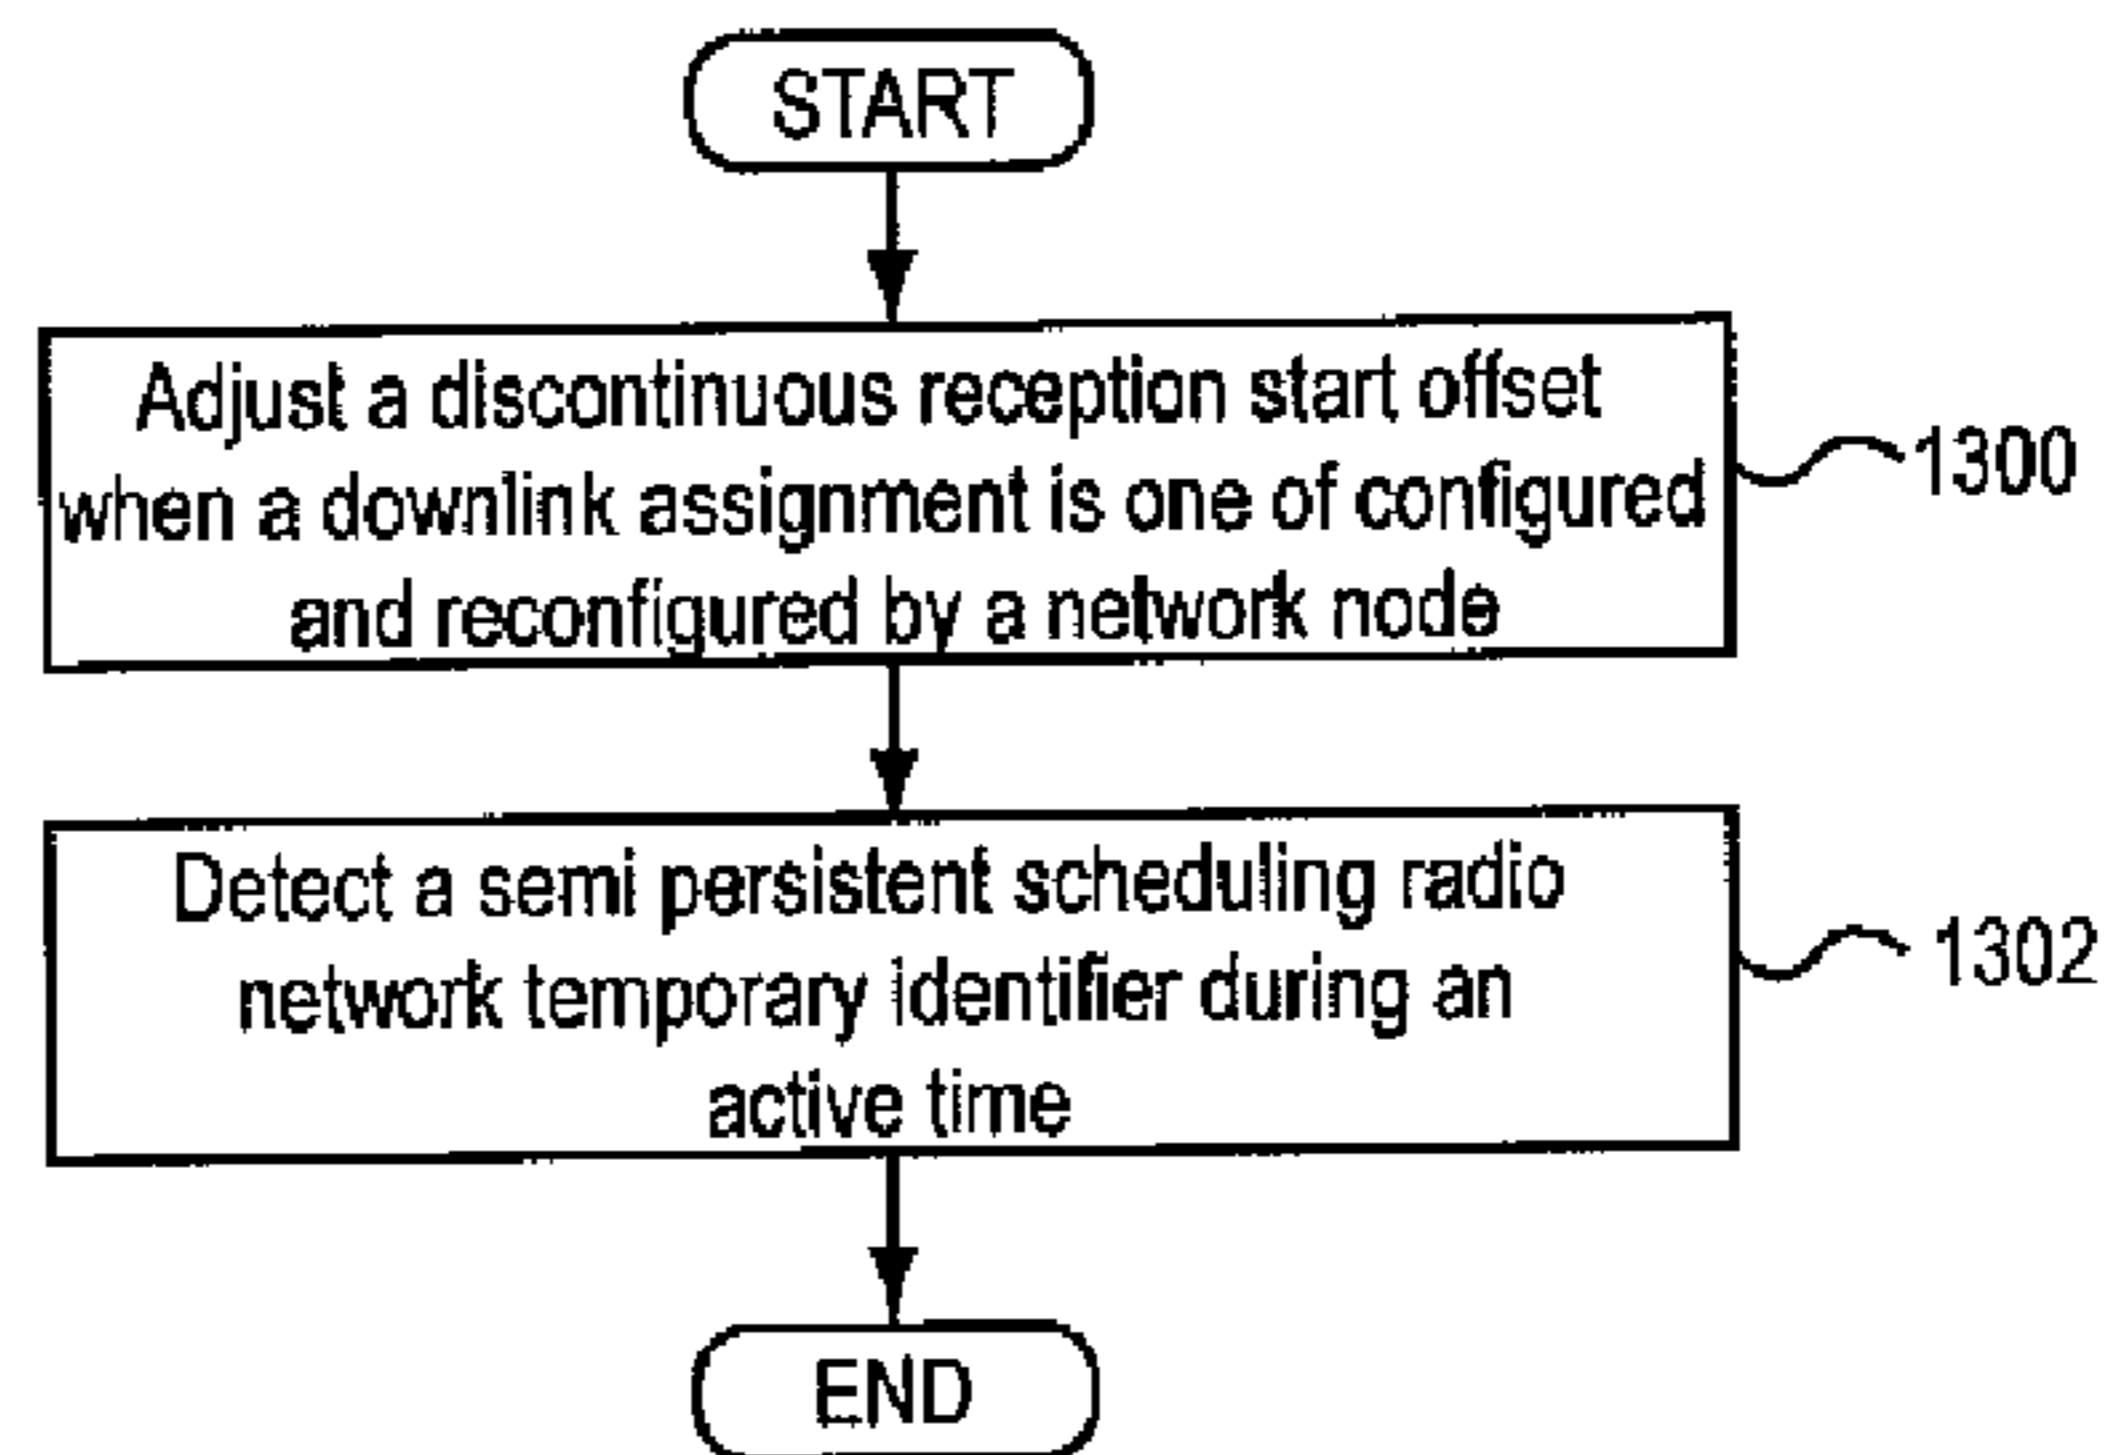 START
Adjust a discontinuous reception start offset
when a downlink assignment is one of configured
and reconfigured by a network node
1300
Detect a semi persistent scheduling radio
network temporary identifier during an
active time
1302
END